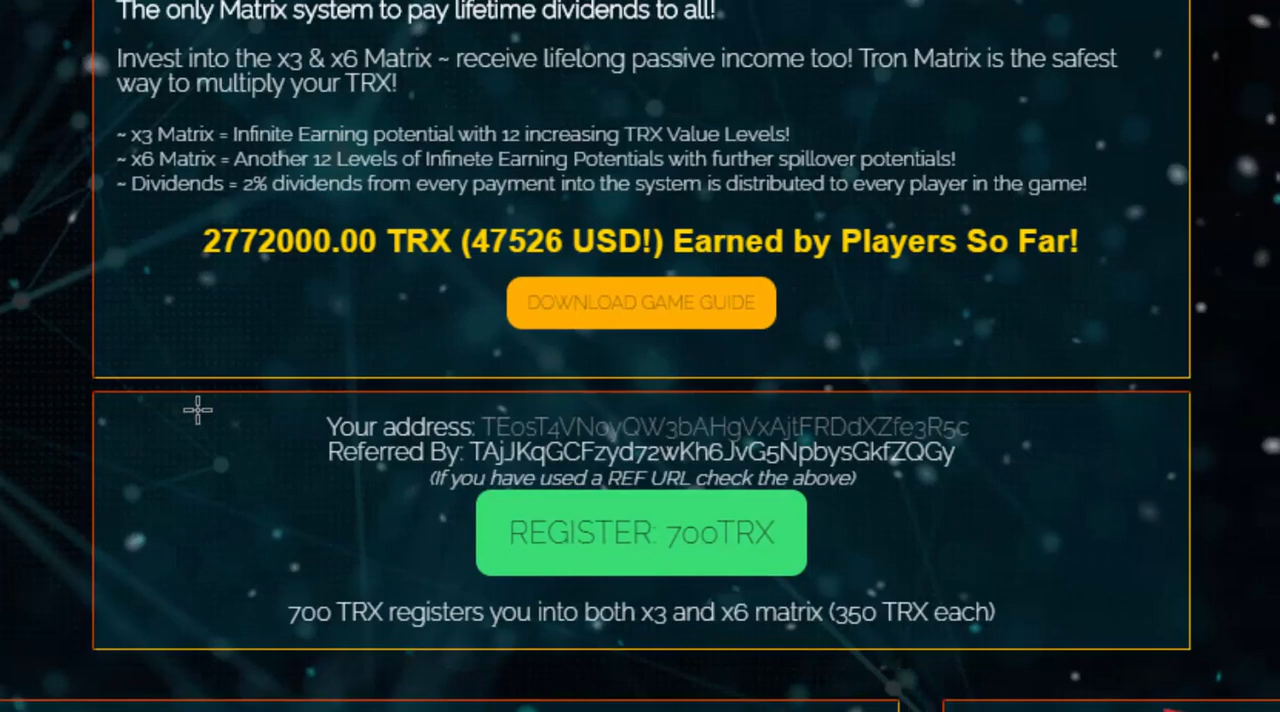 The only Matrix system to pay lifetime dividends to all!
Invest into the x3 & x6 Matrix ~ receive lifelong passive income too! Tron Matrix is the safest
way to multiply your TRX!
~ x3 Matrix = Infinite Earning potential with 12 increasing TRX Value Levels!
~ x6 Matrix = Another 12 Levels of Infinete Earning Potentials with further spillover potentials!
~ Dividends = 2% dividends from every payment into the system is distributed to every player in the game!
2772000.00 TRX (47526 USD!) Earned by Players So Far!
DOWNLOAD GAME GUIDE
Your address:
Referred By: TAjJKqGCFzyd72wKh6JvG5NpbysGkfZQGy
(If you have used a REF URL check the above)
REGISTER: 700TRX
700 TRX registers you into both x3 and x6 matrix (350 TRX each)